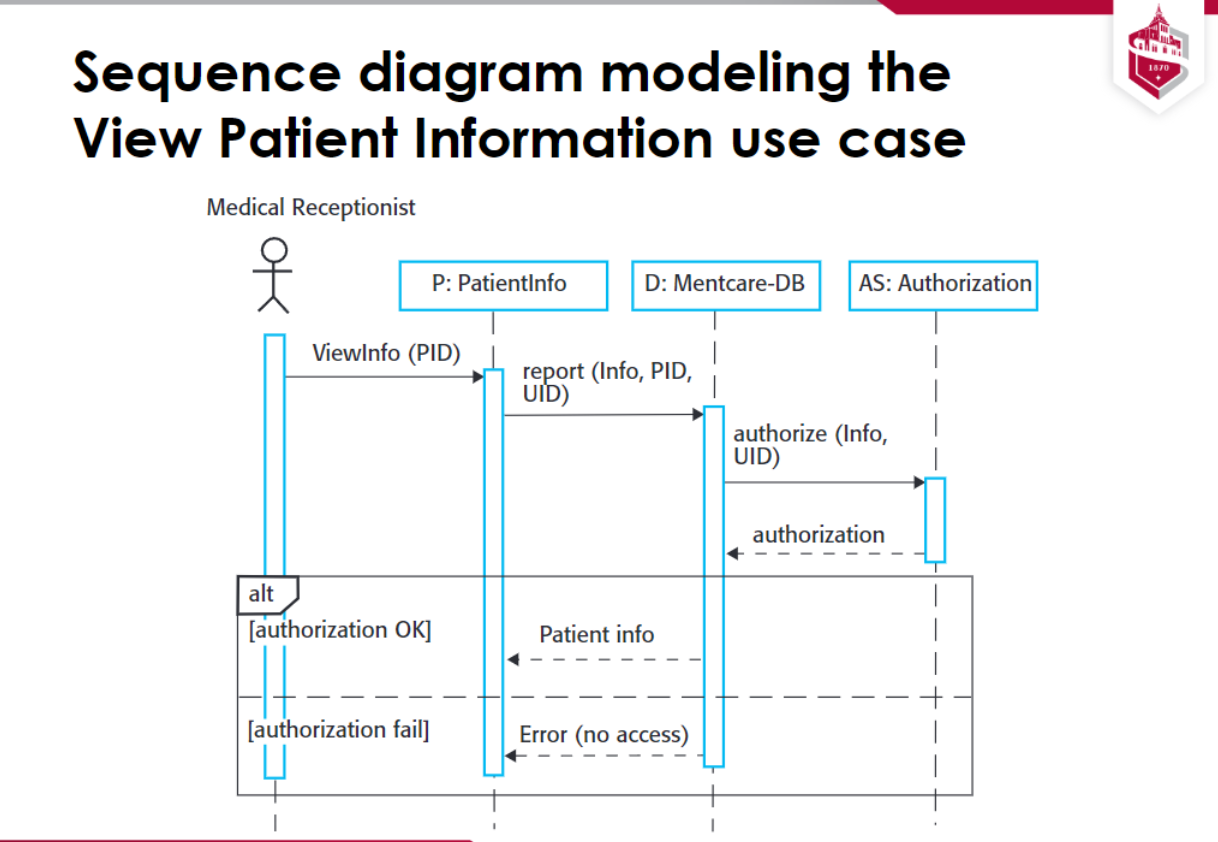 Sequence diagram modeling the
View Patient Information use case
1870
Medical Receptionist
P: PatientInfo
D: Mentcare-DB
AS: Authorization
ViewInfo (PID)
report (Info, PID,
UID)
authorize (Info,
UID)
authorization
alt
[authorization OK]
Patient info
[authorization fail]
Error (no access)